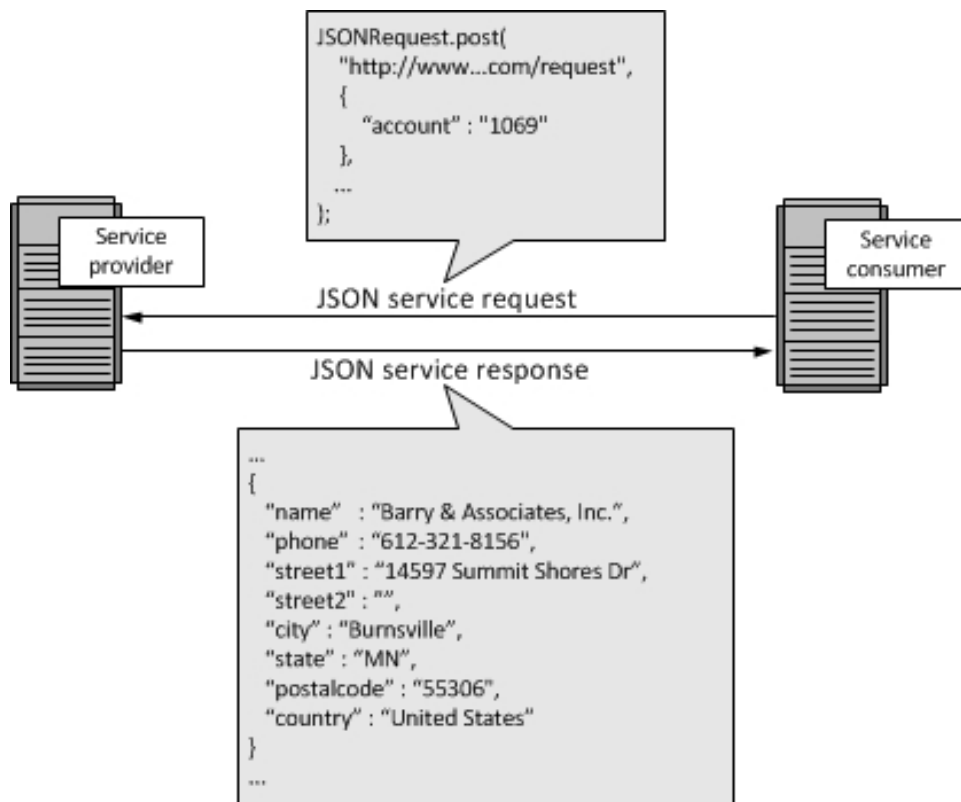 JSONRequest.post(
"http://www...com/request",
{
“account” : "1069"
},
...
};
Service
provider
Service
consumer
JSON service request
JSON service response
...
{
“name” : “Barry & Associates, Inc.”,
“phone” : “612-321-8156",
“street1” : “14597 Summit Shores Dr”,
“street2" : “”,
“city” : “Burnsville”,
“state” : “MN”,
“postalcode” : “55306",
“country” : “United States”
}
...